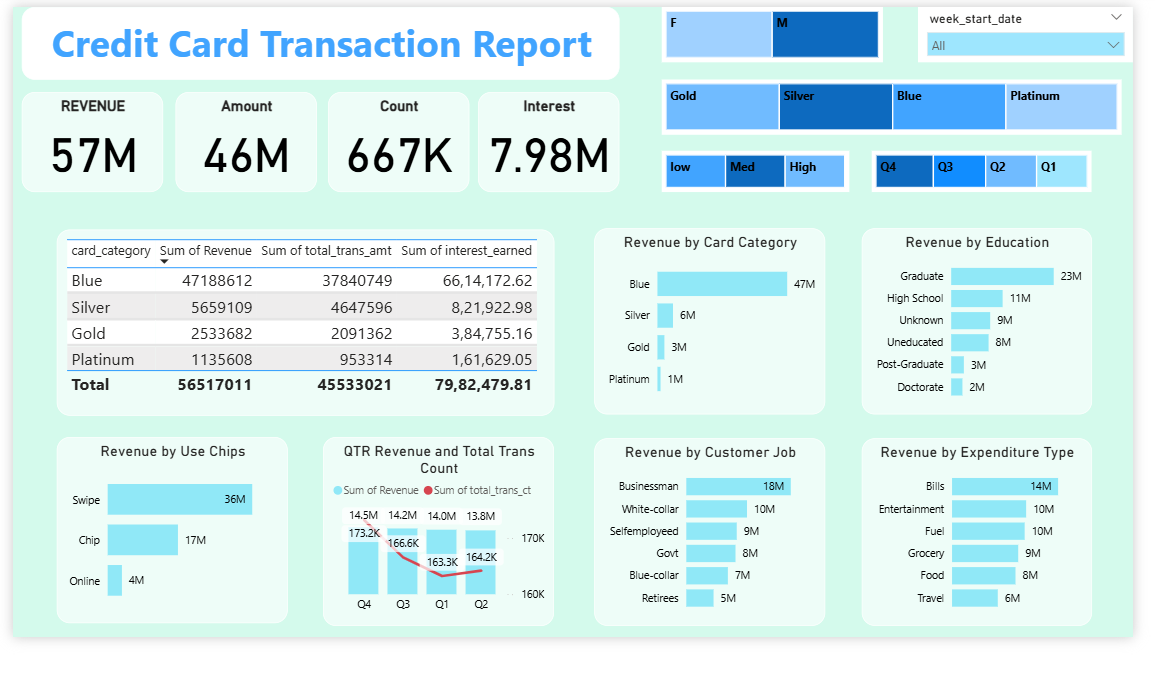 Credit Card Transaction Report
F M
week_start_date
All
REVENUE
57M
Amount
46M
Count
667K
Interest
7.98M
Gold Silver Blue Platinum
low Med High
Q4 Q3 Q2 Q1
card_category Sum of Revenue Sum of total_trans_amt Sum of interest_earned
Blue 47188612 37840749 66,14,172.62
Silver 5659109 4647596 8,21,922.98
Gold 2533682 2091362 3,84,755.16
Platinum 1135608 953314 1,61,629.05
Total 56517011 45533021 79,82,479.81
Revenue by Card Category
Blue 47M
Silver 6M
Gold 3M
Platinum 1M
Revenue by Education
Graduate 23M
High School 11M
Unknown 9M
Uneducated 8M
Post-Graduate 3M
Doctorate 2M
Revenue by Use Chips
Swipe 36M
Chip 17M
Online 4M
QTR Revenue and Total Trans
Count
Sum of Revenue Sum of total_trans_ct
14.5M 14.2M 14.0M 13.8M
173.2K 166.6K 163.3K 164.2K
170K
160K
Q4 Q3 Q1 Q2
Revenue by Customer Job
Businessman 18M
White-collar 10M
Selfemployeed 9M
Govt 8M
Blue-collar 7M
Retirees 5M
Revenue by Expenditure Type
Bills 14M
Entertainment 10M
Fuel 10M
Grocery 9M
Food 8M
Travel 6M